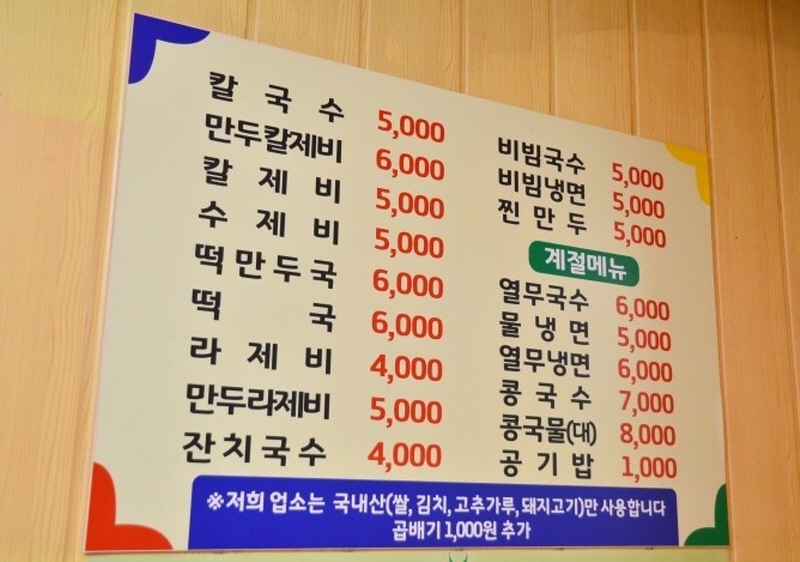 칼국수 5,000
만두칼제비 6,000
칼제비 5,000
수제비 5,000
떡만두국 6,000
떡국 6,000
라제비 4,000
만두라제비 5,000
잔치국수 4,000
비빔국수 5,000
비빔냉면 5,000
찐만두 5,000
계절메뉴
열무국수 6,000
물냉면 5,000
열무냉면 6,000
콩국수 7,000
콩국물(대) 8,000
공기밥 1,000
※저희 업소는 국내산(쌀, 김치, 고추가루, 돼지고기)만 사용합니다
곱배기 1,000원 추가